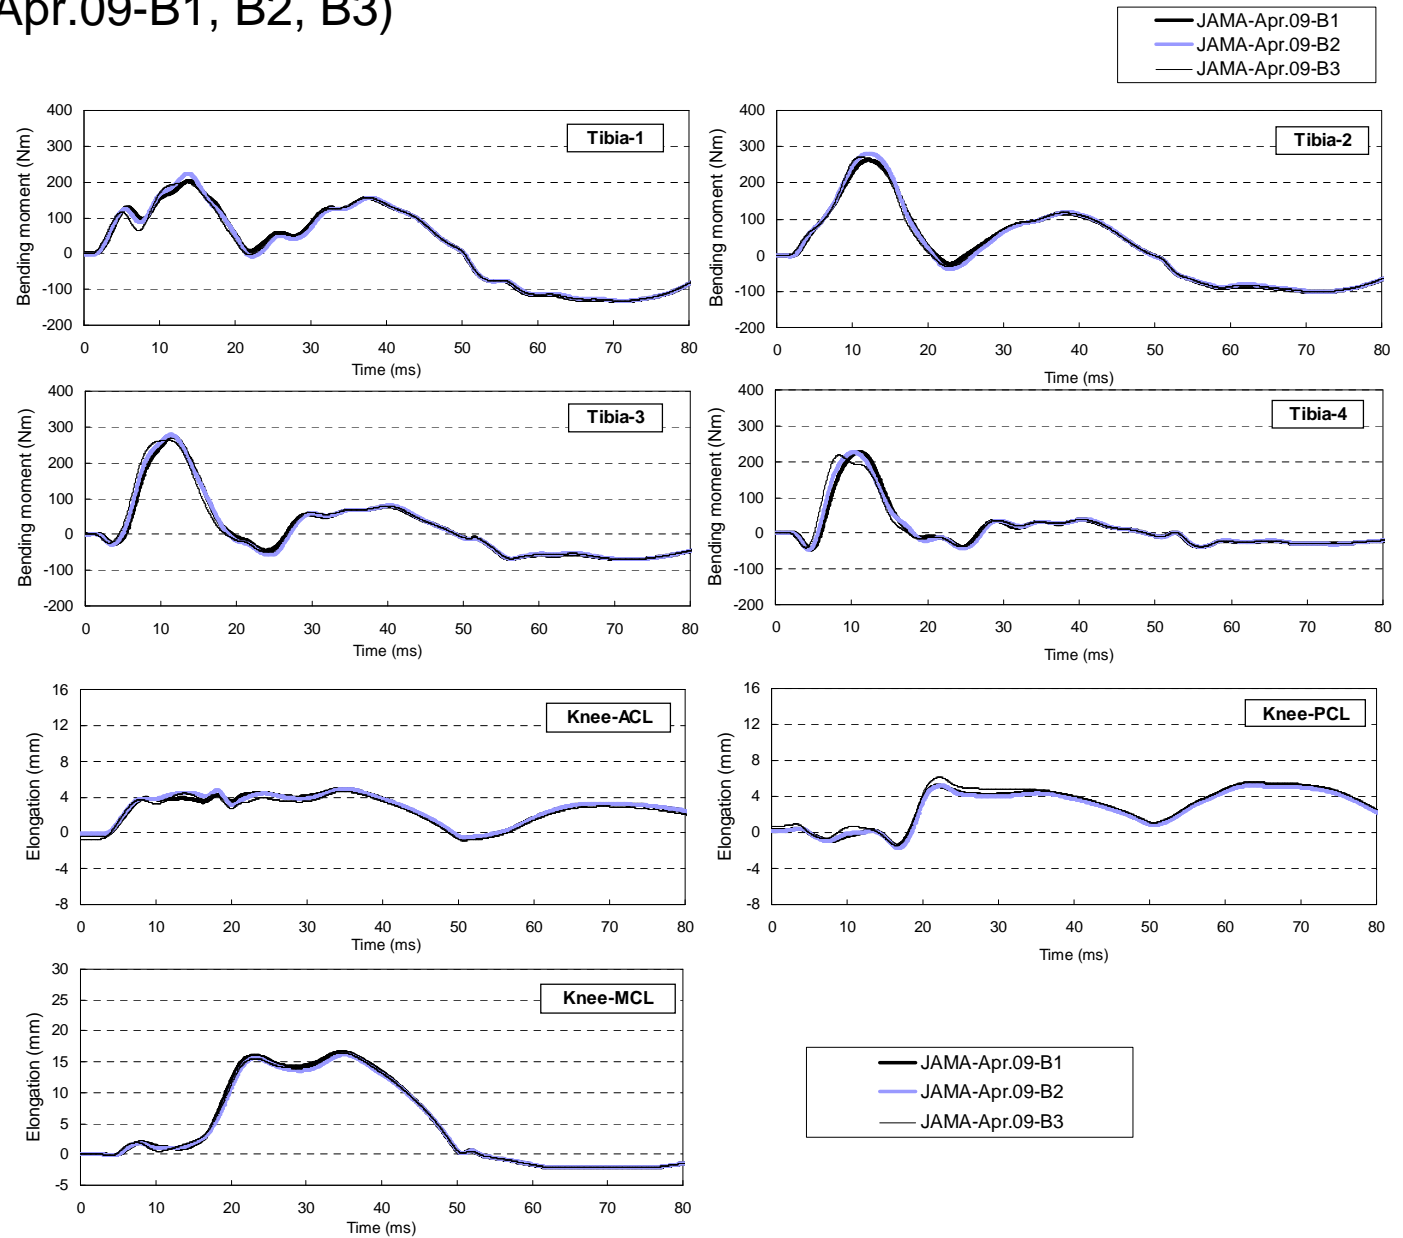 Apr.09-B1, B2, B3)
JAMA-Apr.09-B1
JAMA-Apr.09-B2
JAMA-Apr.09-B3
Tibia-1
Bending moment (Nm)
400
300
200
100
0
-100
-200
0 10 20 30 40 50 60 70 80
Time (ms)
Tibia-2
Bending moment (Nm)
400
300
200
100
0
-100
-200
0 10 20 30 40 50 60 70 80
Time (ms)
Tibia-3
Bending moment (Nm)
400
300
200
100
0
-100
-200
0 10 20 30 40 50 60 70 80
Time (ms)
Tibia-4
Bending moment (Nm)
400
300
200
100
0
-100
-200
0 10 20 30 40 50 60 70 80
Time (ms)
Knee-ACL
Elongation (mm)
16
12
8
4
0
-4
-8
0 10 20 30 40 50 60 70 80
Time (ms)
Knee-PCL
Elongation (mm)
16
12
8
4
0
-4
-8
0 10 20 30 40 50 60 70 80
Time (ms)
Knee-MCL
Elongation (mm)
30
25
20
15
10
5
0
-5
0 10 20 30 40 50 60 70 80
Time (ms)
JAMA-Apr.09-B1
JAMA-Apr.09-B2
JAMA-Apr.09-B3